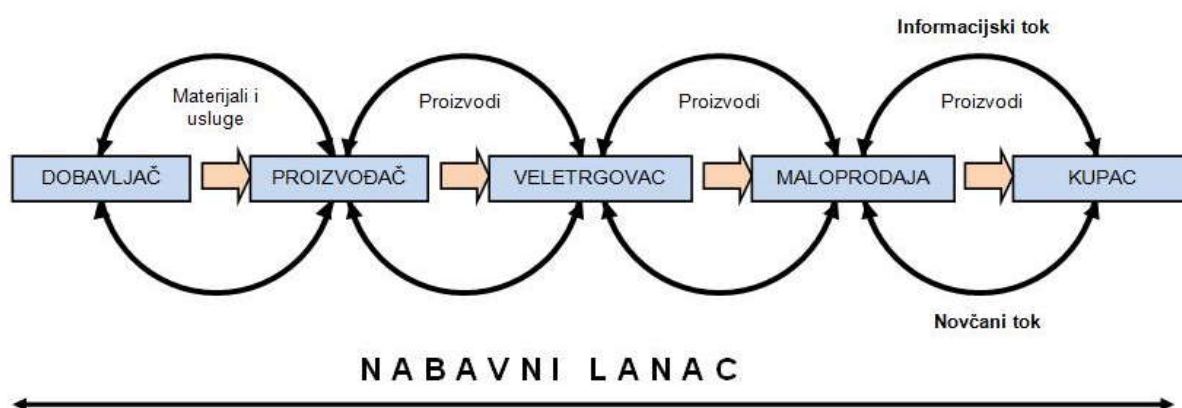 Informacijski tok
Materijali i
usluge
Proizvodi
Proizvodi
Proizvodi
DOBAVLJAČ
PROIZVOĐAČ
VELETRGOVAC
MALOPRODAJA
KUPAC
Novčani tok
NABAVNI LANAC